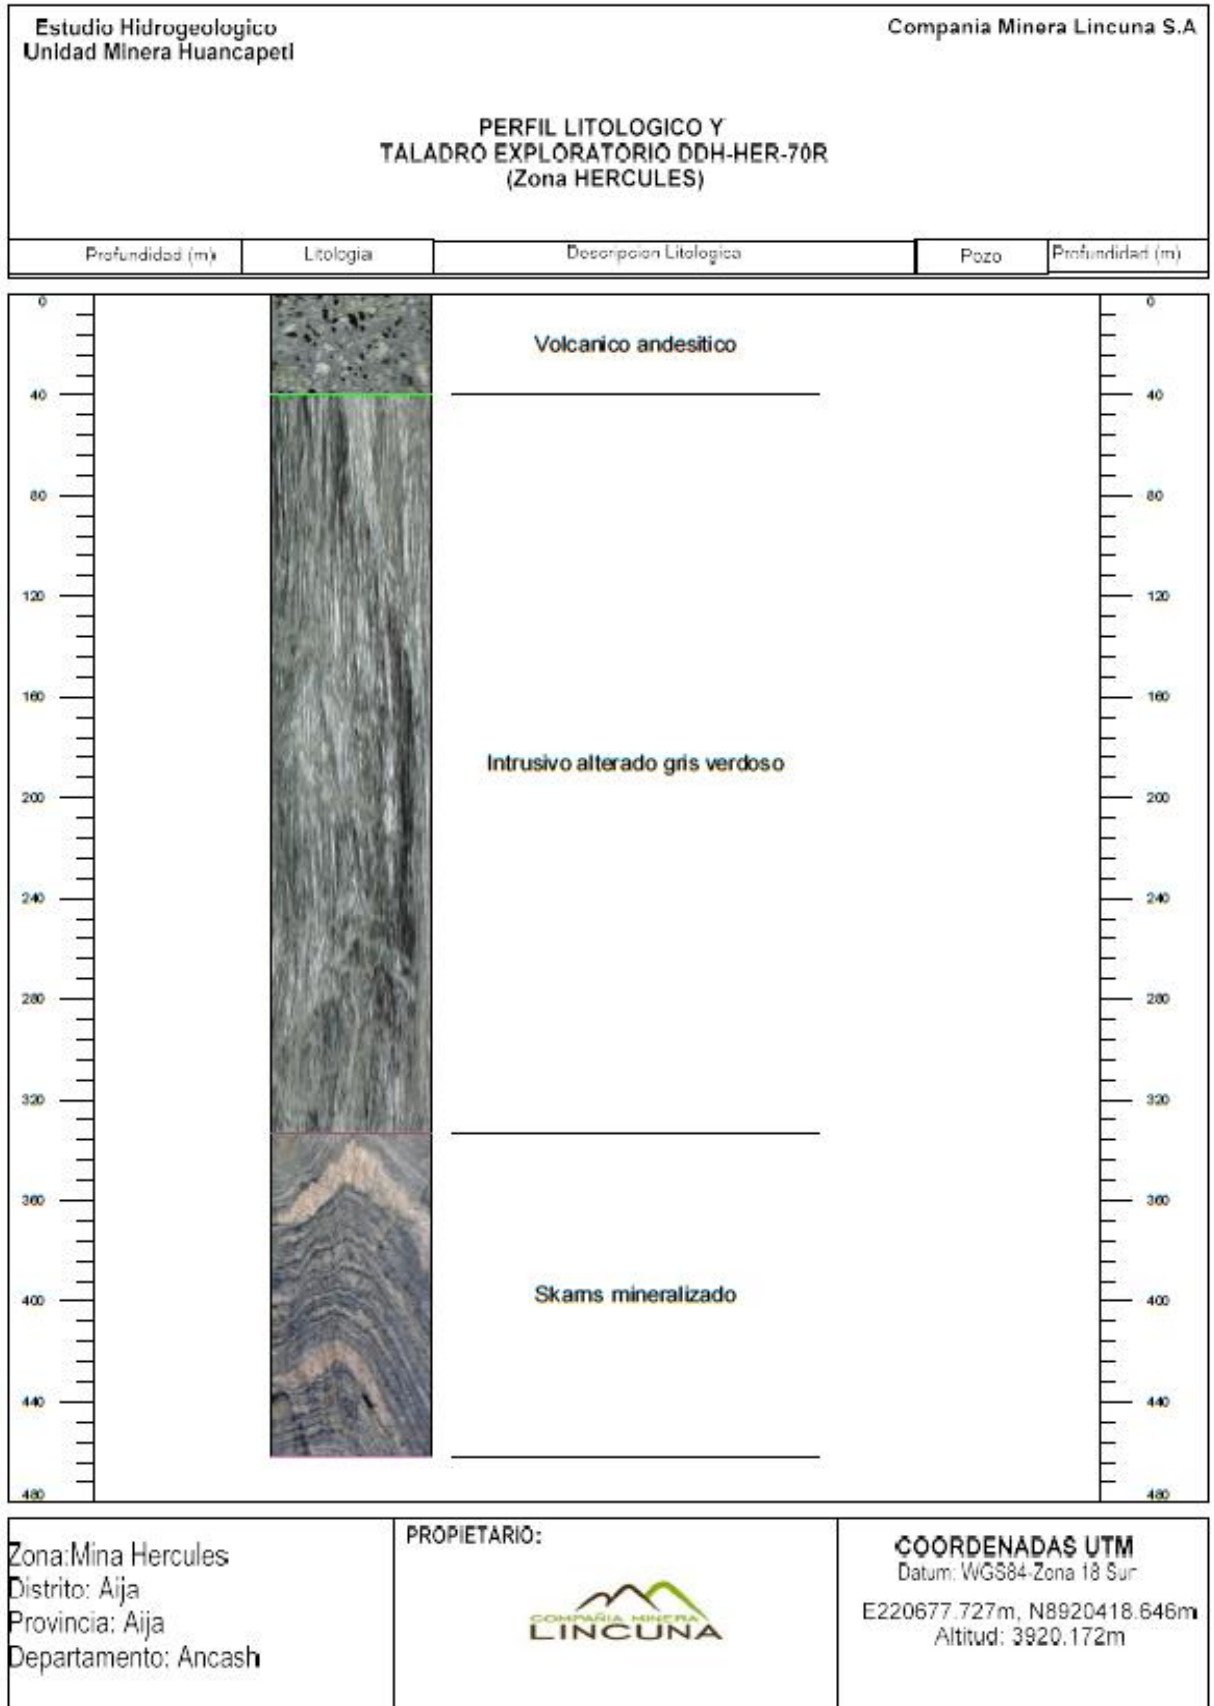 Estudio Hidrogeologico
Unidad Minera Huancapeti
Compania Minera Lincuna S.A
PERFIL LITOLOGICO Y
TALADRO EXPLORATORIO DDH-HER-70R
(Zona HERCULES)
Profundidad (m) Litologia Descripcion Litologica Pozo Profundidad (m)
0 0
Volcanico andesitico
40 40
80 80
120 120
160 160
Intrusivo alterado gris verdoso
200 200
240 240
280 280
320 320
360 360
Skarns mineralizado
400 400
440 440
480 480
Zona:Mina Hercules
Distrito: Aija
Provincia: Aija
Departamento: Ancash
PROPIETARIO:
COMPAÑIA MINERA
LINCUNA
COORDENADAS UTM
Datum: WGS84-Zona 18 Sur
E220677.727m, N8920418.646m
Altitud: 3920.172m